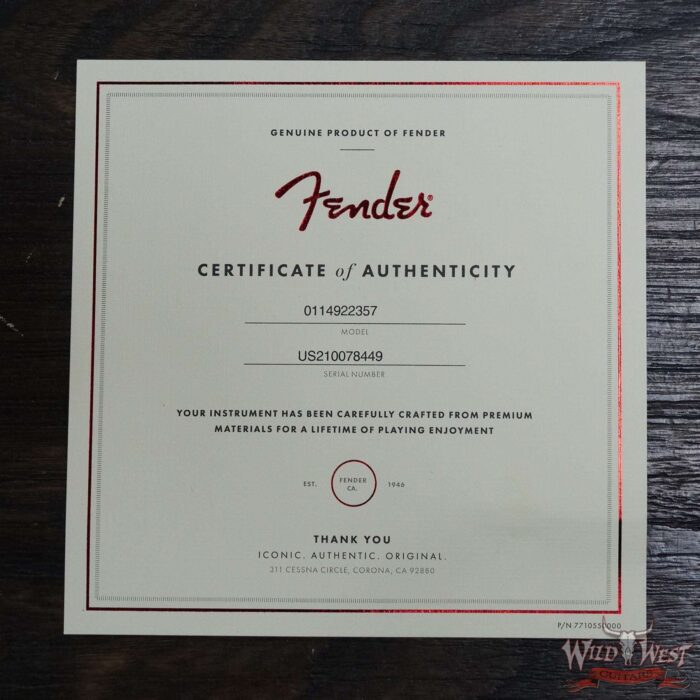 GENUINE PRODUCT OF FENDER
Fender®
CERTIFICATE of AUTHENTICITY
0114922357
MODEL
US210078449
SERIAL NUMBER
YOUR INSTRUMENT HAS BEEN CAREFULLY CRAFTED FROM PREMIUM
MATERIALS FOR A LIFETIME OF PLAYING ENJOYMENT
EST. FENDER CA. 1946
THANK YOU
ICONIC. AUTHENTIC. ORIGINAL.
311 CESSNA CIRCLE, CORONA, CA 92880
P/N 7710550000
WILD WEST
GUITARS